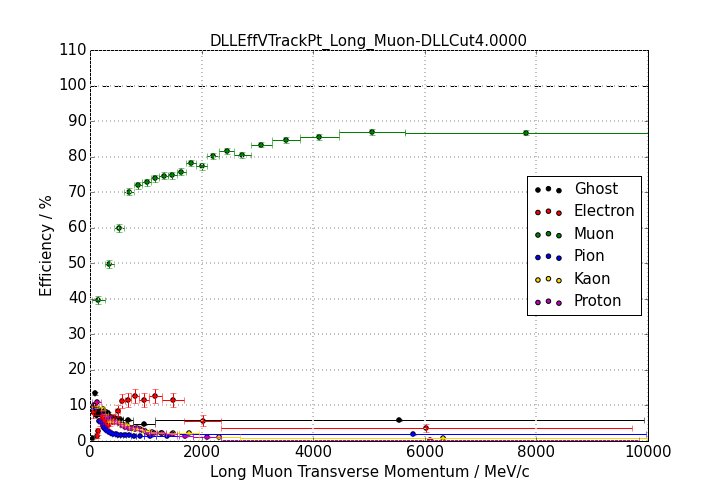 DLLEffVTrackPt_Long_Muon-DLLCut4.0000
110
100
90
80
70
60
50
40
30
20
10
0
Efficiency / %
Ghost
Electron
Muon
Pion
Kaon
Proton
0 2000 4000 6000 8000 10000
Long Muon Transverse Momentum / MeV/c